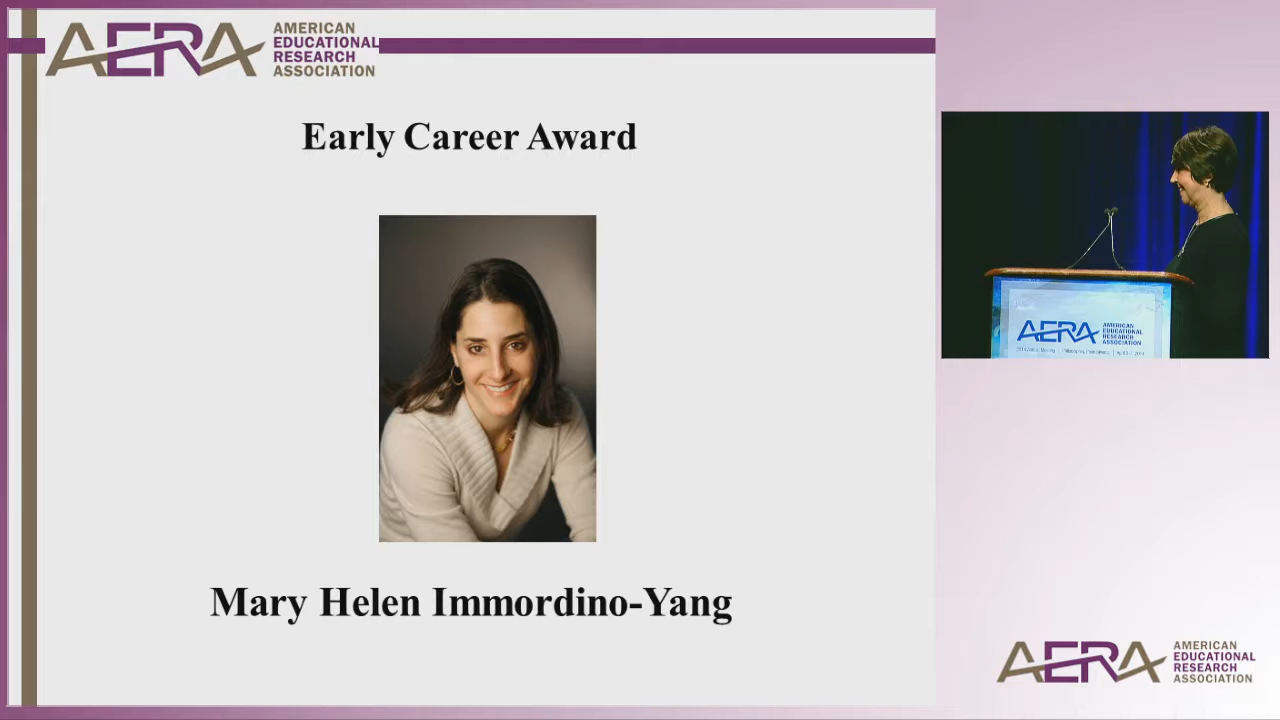 AERA
AMERICAN
EDUCATIONAL
RESEARCH
ASSOCIATION
Early Career Award
Mary Helen Immordino-Yang
AERA
AMERICAN
EDUCATIONAL
RESEARCH
ASSOCIATION
AERA
AMERICAN
EDUCATIONAL
RESEARCH
ASSOCIATION